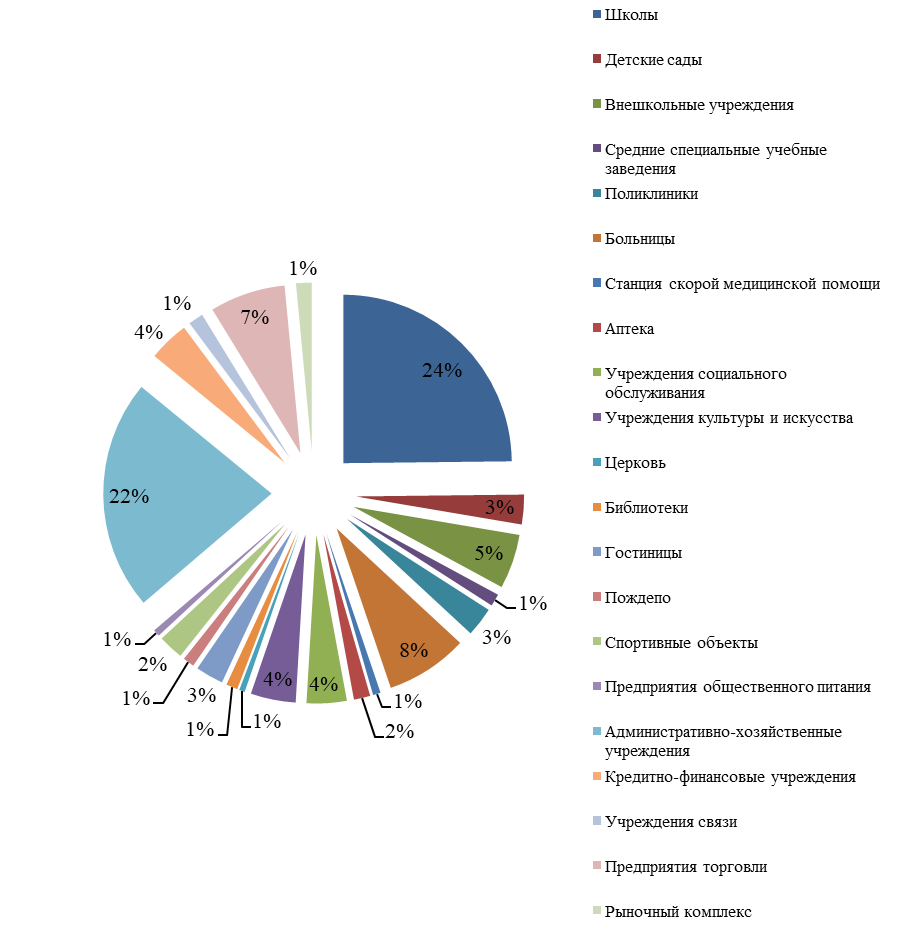 Школы
Детские сады
Внешкольные учреждения
Средние специальные учебные
заведения
Поликлиники
Больницы
Станция скорой медицинской помощи
Аптека
Учреждения социального
обслуживания
Учреждения культуры и искусства
Церковь
Библиотеки
Гостиницы
Пождепо
Спортивные объекты
Предприятия общественного питания
Административно-хозяйственные
учреждения
Кредитно-финансовые учреждения
Учреждения связи
Предприятия торговли
Рыночный комплекс
24%
3%
5%
1%
3%
8%
1%
2%
4%
4%
1%
1%
3%
1%
2%
1%
22%
4%
1%
7%
1%